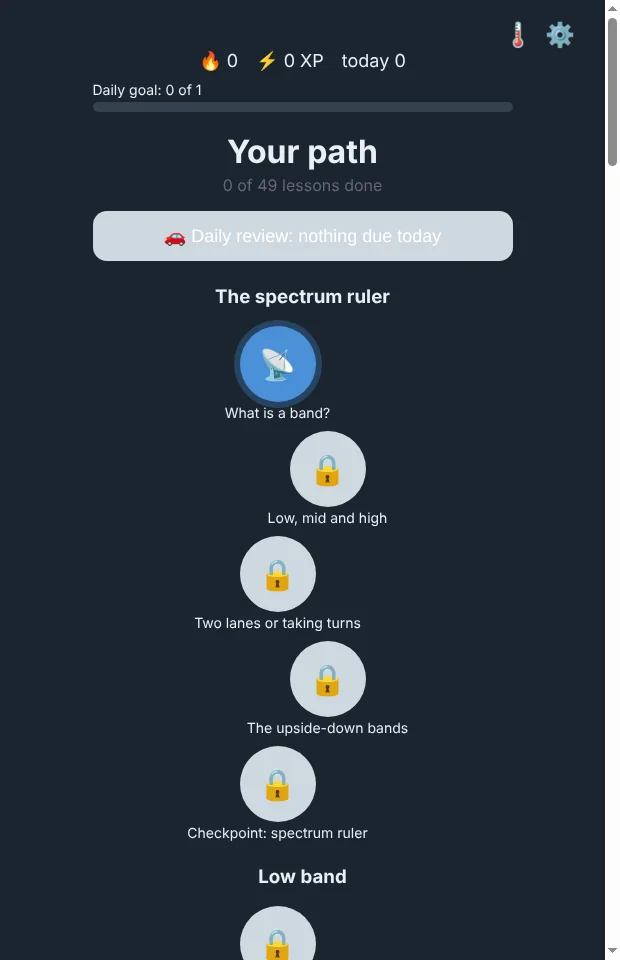 🔥 0 ⚡ 0 XP today 0
Daily goal: 0 of 1
Your path
0 of 49 lessons done
🚗 Daily review: nothing due today
The spectrum ruler
What is a band?
Low, mid and high
Two lanes or taking turns
The upside-down bands
Checkpoint: spectrum ruler
Low band